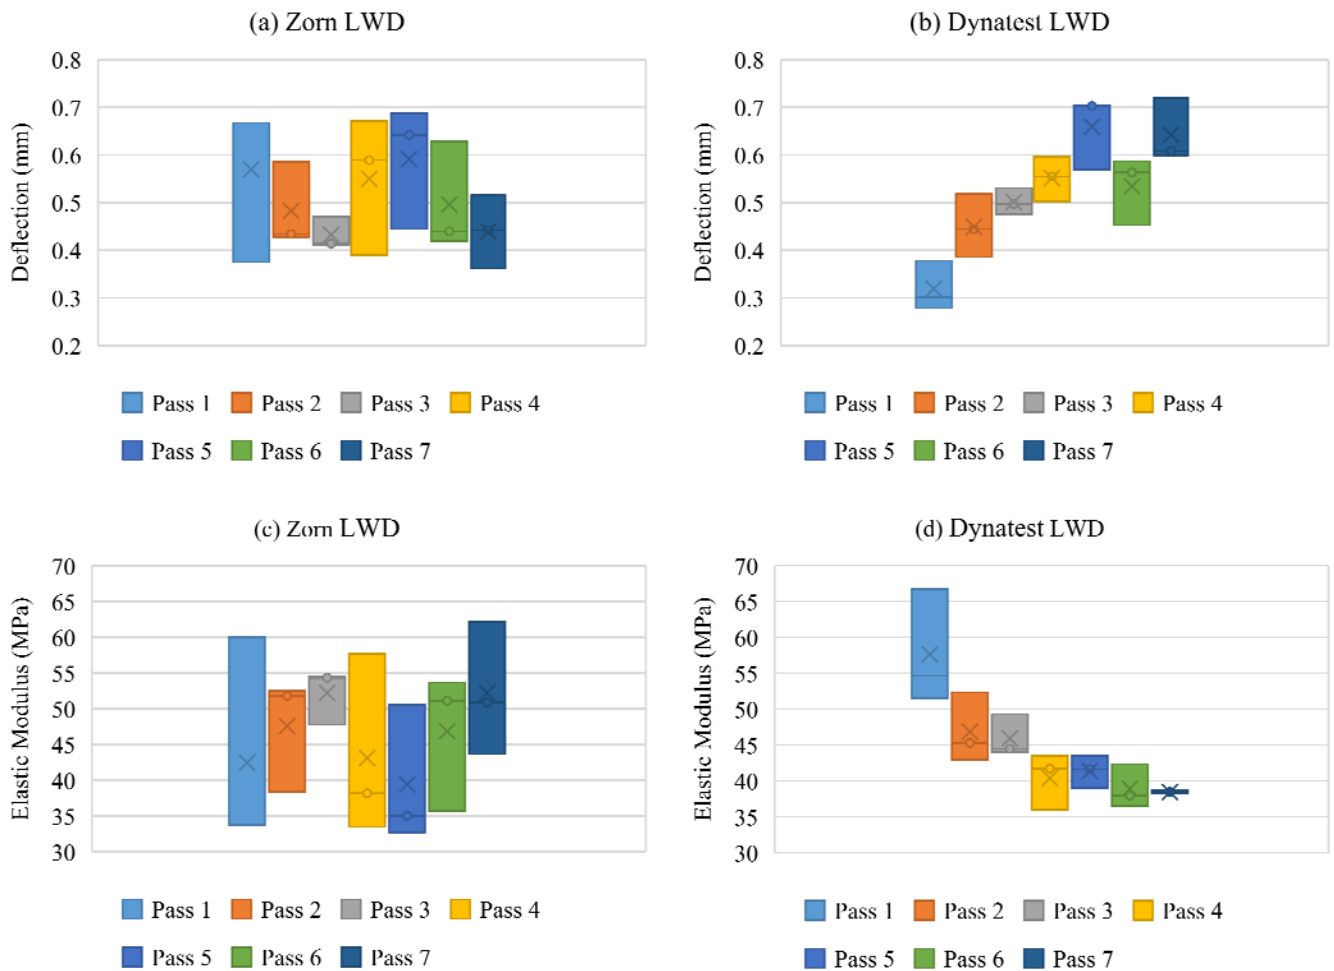 (a) Zorn LWD
Deflection (mm)
0.8
0.7
0.6
0.5
0.4
0.3
0.2
Pass 1 Pass 2 Pass 3 Pass 4
Pass 5 Pass 6 Pass 7
(b) Dynatest LWD
Deflection (mm)
0.8
0.7
0.6
0.5
0.4
0.3
0.2
Pass 1 Pass 2 Pass 3 Pass 4
Pass 5 Pass 6 Pass 7
(c) Zorn LWD
Elastic Modulus (MPa)
70
65
60
55
50
45
40
35
30
Pass 1 Pass 2 Pass 3 Pass 4
Pass 5 Pass 6 Pass 7
(d) Dynatest LWD
Elastic Modulus (MPa)
70
65
60
55
50
45
40
35
30
Pass 1 Pass 2 Pass 3 Pass 4
Pass 5 Pass 6 Pass 7